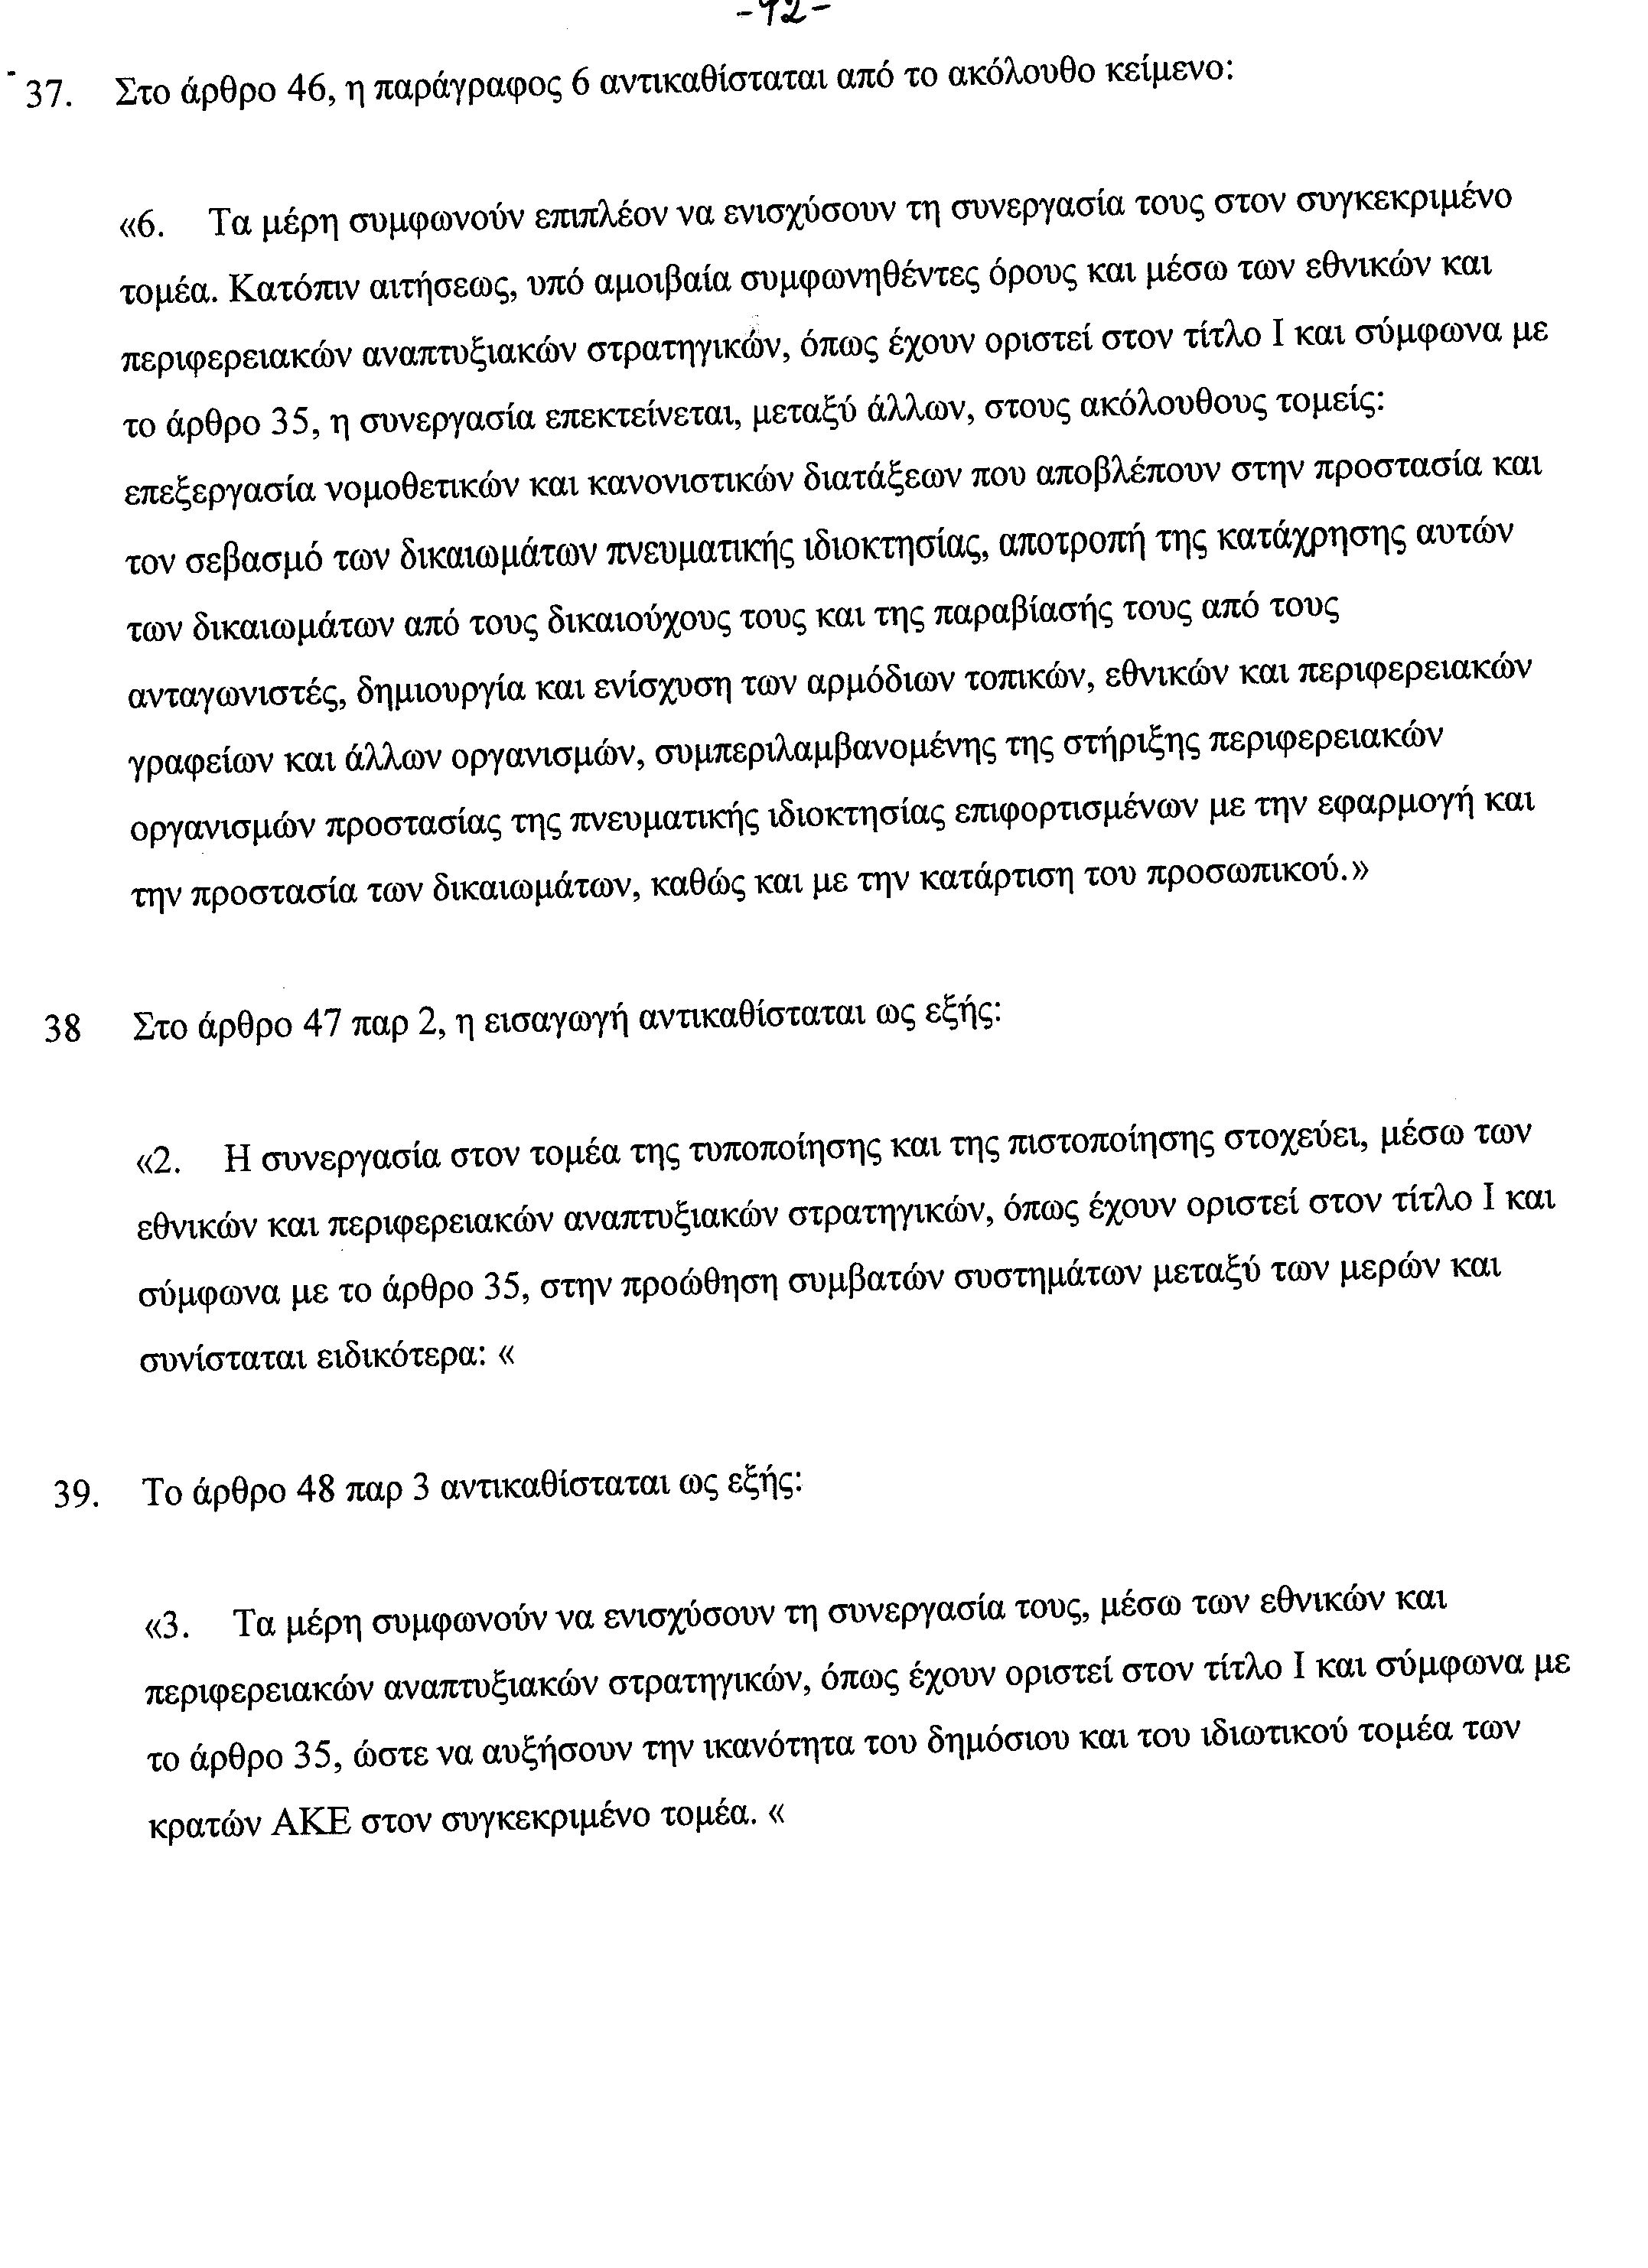 37. Στο άρθρο 46, η παράγραφος 6 αντικαθίσταται από το ακόλουθο κείμενο:
«6. Τα μέρη συμφωνούν επιπλέον να ενισχύσουν τη συνεργασία τους στον συγκεκριμένο
τομέα. Κατόπιν αιτήσεως, υπό αμοιβαία συμφωνηθέντες όρους και μέσω των εθνικών και
περιφερειακών αναπτυξιακών στρατηγικών, όπως έχουν οριστεί στον τίτλο Ι και σύμφωνα με
το άρθρο 35, η συνεργασία επεκτείνεται, μεταξύ άλλων, στους ακόλουθους τομείς:
επεξεργασία νομοθετικών και κανονιστικών διατάξεων που αποβλέπουν στην προστασία και
τον σεβασμό των δικαιωμάτων πνευματικής ιδιοκτησίας, αποτροπή της κατάχρησης αυτών
των δικαιωμάτων από τους δικαιούχους τους και της παραβίασής τους από τους
ανταγωνιστές, δημιουργία και ενίσχυση των αρμόδιων τοπικών, εθνικών και περιφερειακών
γραφείων και άλλων οργανισμών, συμπεριλαμβανομένης της στήριξης περιφερειακών
οργανισμών προστασίας της πνευματικής ιδιοκτησίας επιφορτισμένων με την εφαρμογή και
την προστασία των δικαιωμάτων, καθώς και με την κατάρτιση του προσωπικού.»
38 Στο άρθρο 47 παρ 2, η εισαγωγή αντικαθίσταται ως εξής:
«2. Η συνεργασία στον τομέα της τυποποίησης και της πιστοποίησης στοχεύει, μέσω των
εθνικών και περιφερειακών αναπτυξιακών στρατηγικών, όπως έχουν οριστεί στον τίτλο Ι και
σύμφωνα με το άρθρο 35, στην προώθηση συμβατών συστημάτων μεταξύ των μερών και
συνίσταται ειδικότερα: «
39. Το άρθρο 48 παρ 3 αντικαθίσταται ως εξής:
«3. Τα μέρη συμφωνούν να ενισχύσουν τη συνεργασία τους, μέσω των εθνικών και
περιφερειακών αναπτυξιακών στρατηγικών, όπως έχουν οριστεί στον τίτλο Ι και σύμφωνα με
το άρθρο 35, ώστε να αυξήσουν την ικανότητα του δημόσιου και του ιδιωτικού τομέα των
κρατών ΑΚΕ στον συγκεκριμένο τομέα. «